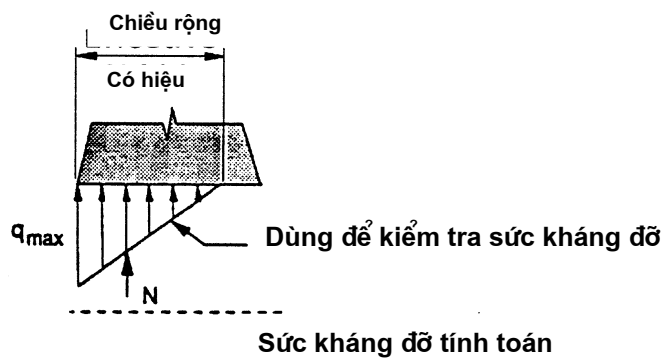 Chiều rộng
Có hiệu
qmax
Dùng để kiểm tra sức kháng đỡ
N
Sức kháng đỡ tính toán